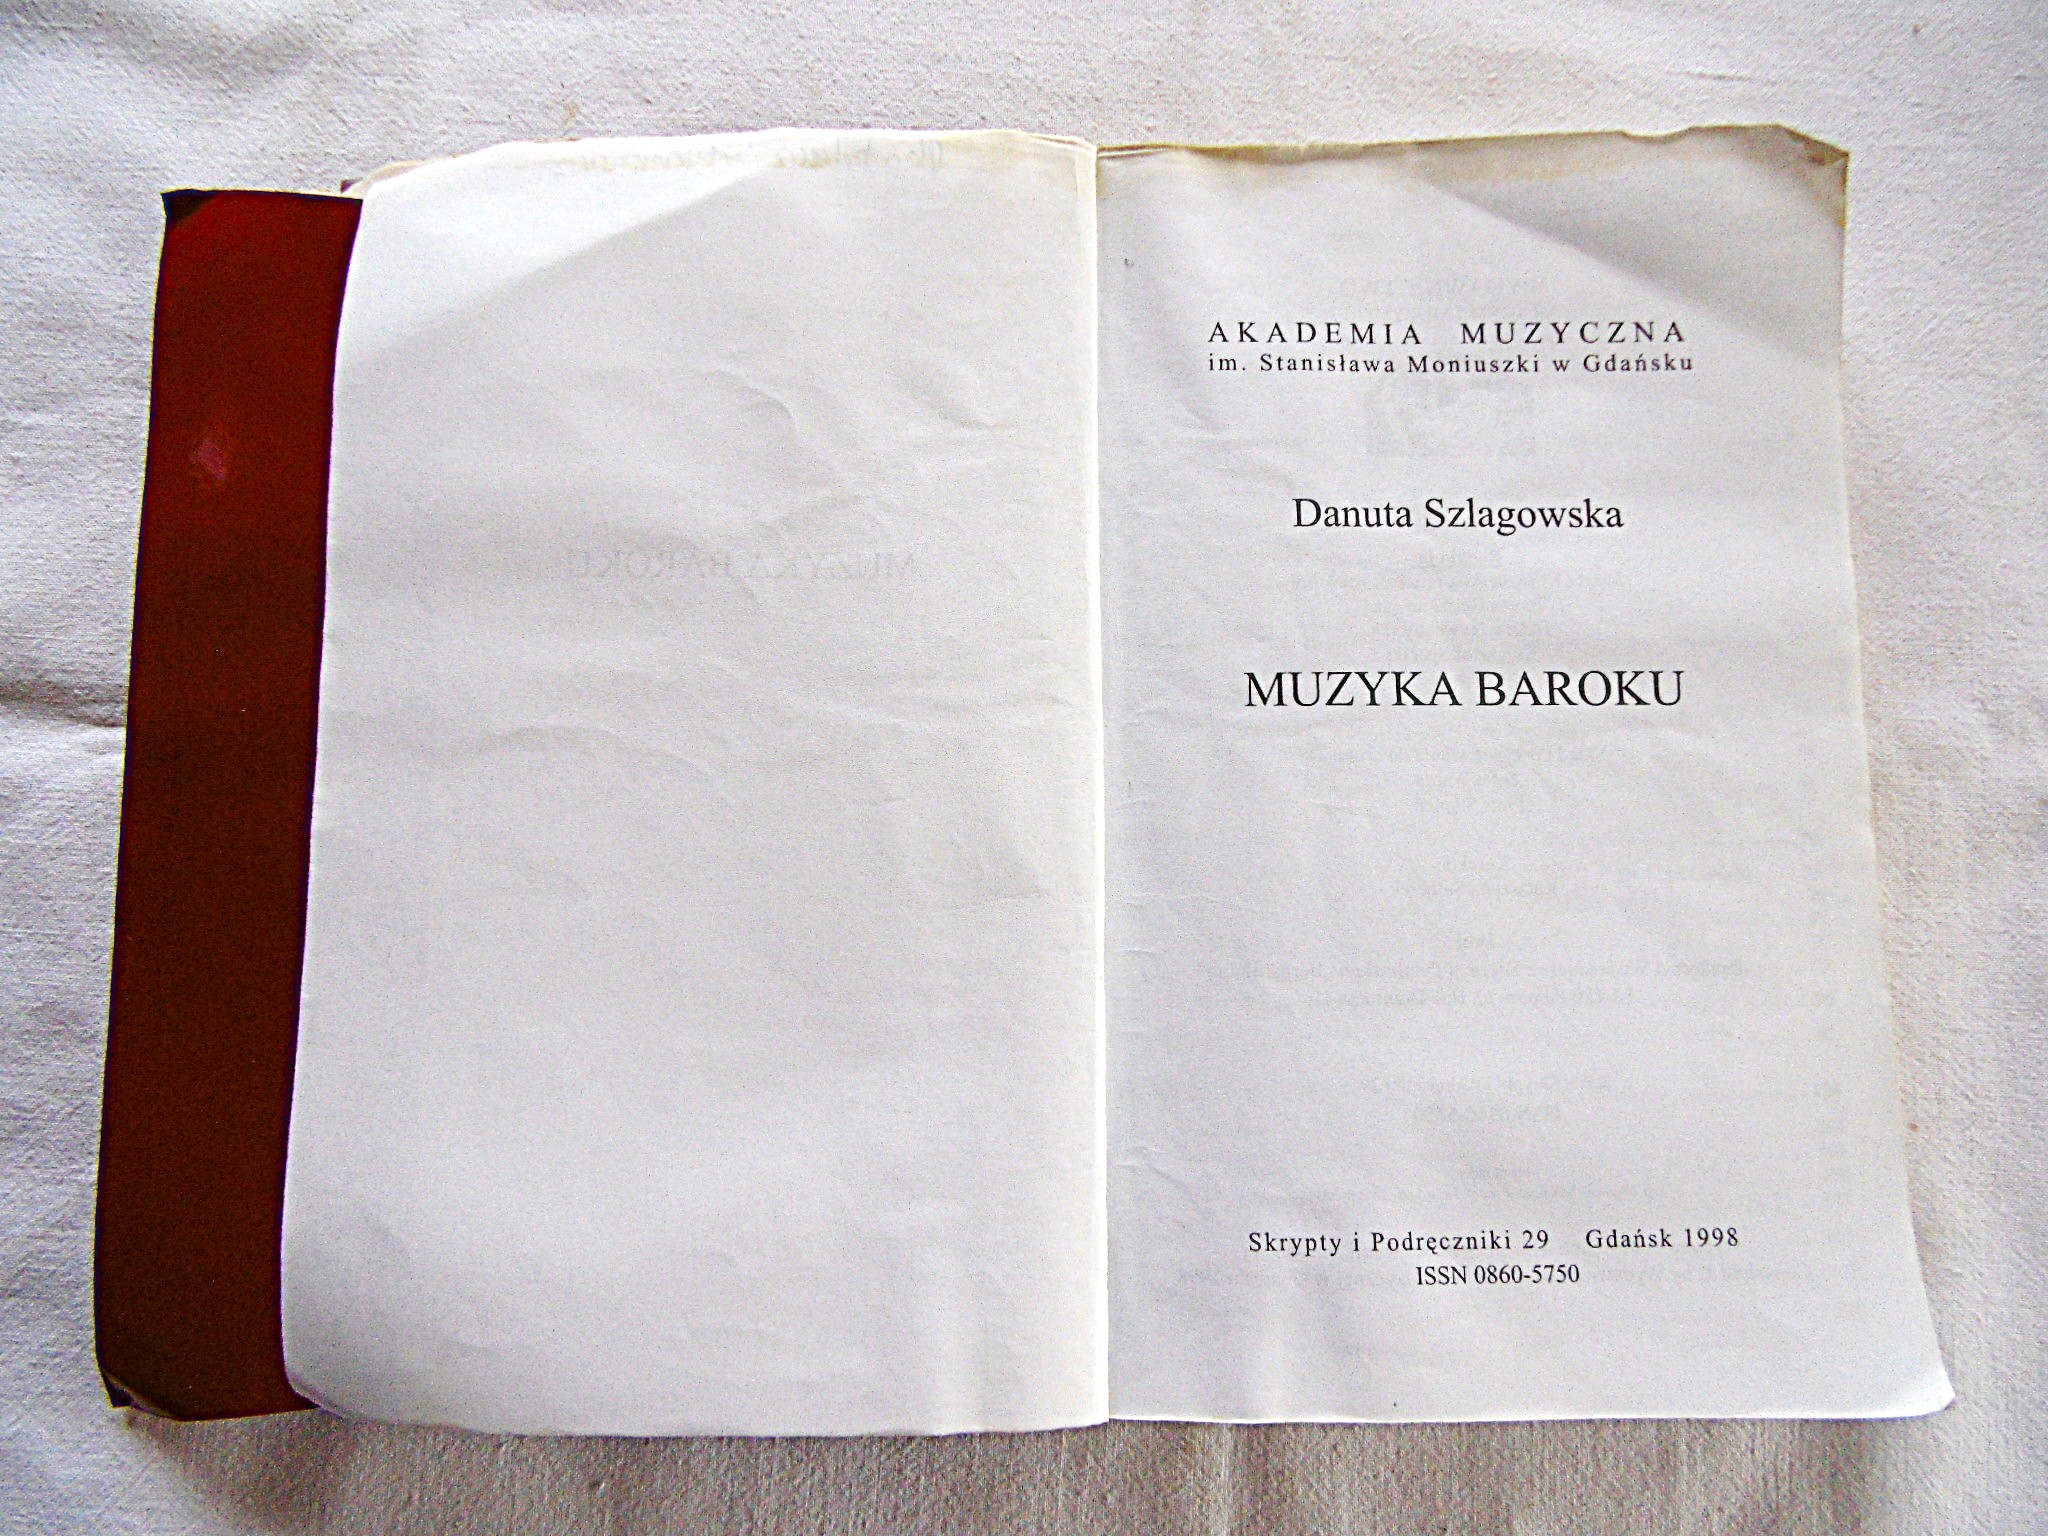 AKADEMIA MUZYCZNA
im. Stanisława Moniuszki w Gdańsku
Danuta Szlagowska
MUZYKA BAROKU
Skrypty i Podręczniki 29 Gdańsk 1998
ISSN 0860-5750